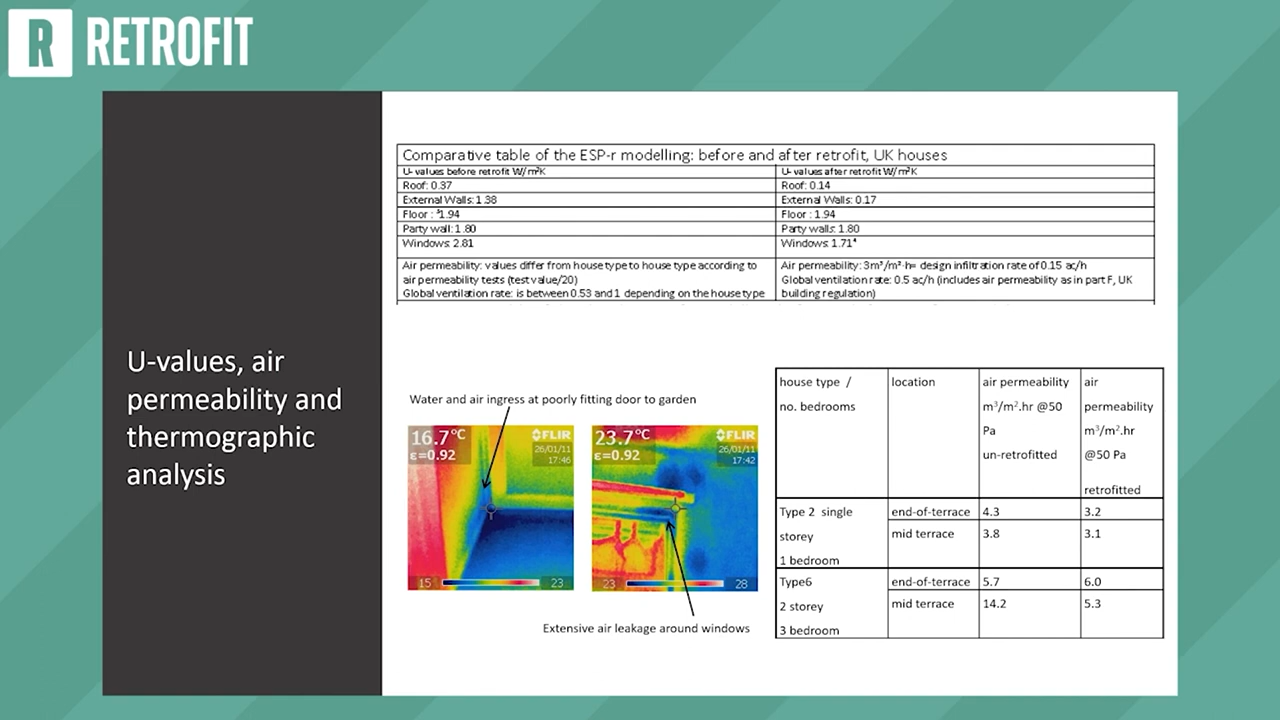 R RETROFIT
U-values, air
permeability and
thermographic
analysis
Comparative table of the ESP-r modelling: before and after retrofit, UK houses
U- values before retrofit W/m²K
U- values after retrofit W/m²K
Roof: 0.37
Roof: 0.14
External Walls: 1.38
External Walls: 0.17
Floor : ³1.94
Floor : 1.94
Party wall: 1.80
Party walls: 1.80
Windows: 2.81
Windows: 1.71⁴
Air permeability: values differ from house type to house type according to
air permeability tests (test value/20)
Global ventilation rate: is between 0.53 and 1 depending on the house type
Air permeability: 3m³/m²·h= design infiltration rate of 0.15 ac/h
Global ventilation rate: 0.5 ac/h (includes air permeability as in part F, UK
building regulation)
Water and air ingress at poorly fitting door to garden
16.7°C
ε=0.92
FLIR
26/01/11
17:46
15
23
23.7°C
ε=0.92
FLIR
26/01/11
17:42
23
28
Extensive air leakage around windows
house type /
no. bedrooms
location
air permeability
m³/m².hr @50
Pa
un-retrofitted
air
permeability
m³/m².hr
@50 Pa
retrofitted
Type 2 single
storey
1 bedroom
end-of-terrace
4.3
3.2
mid terrace
3.8
3.1
Type6
2 storey
3 bedroom
end-of-terrace
5.7
6.0
mid terrace
14.2
5.3